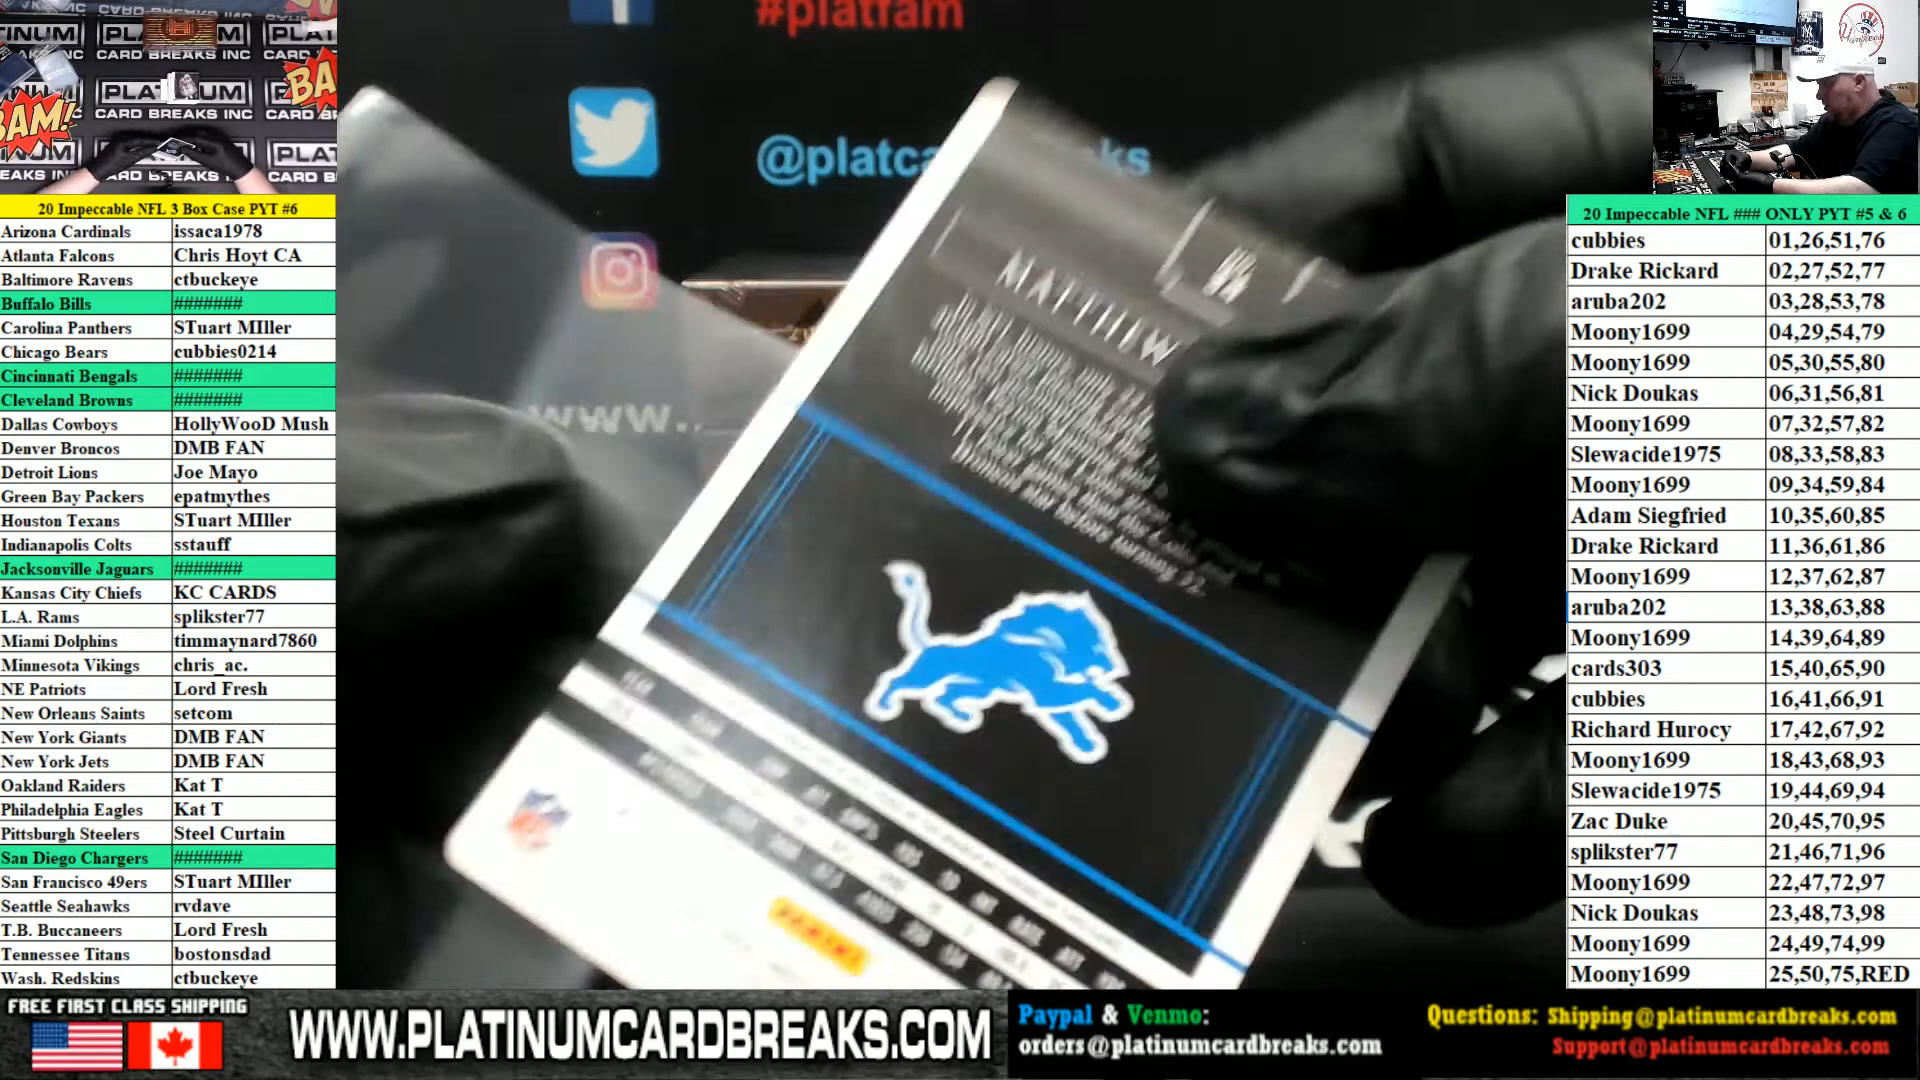 #platfam
@platca ks
www.
MATTHEW
PANINA
PLATINUM
CARD BREAKS INC
BAM!
Yankees
20 Impeccable NFL 3 Box Case PYT #6
Arizona Cardinals issaca1978
Atlanta Falcons Chris Hoyt CA
Baltimore Ravens ctbuckeye
Buffalo Bills #######
Carolina Panthers STuart MIller
Chicago Bears cubbies0214
Cincinnati Bengals #######
Cleveland Browns #######
Dallas Cowboys HollyWooD Mush
Denver Broncos DMB FAN
Detroit Lions Joe Mayo
Green Bay Packers epatmythes
Houston Texans STuart MIller
Indianapolis Colts sstauff
Jacksonville Jaguars #######
Kansas City Chiefs KC CARDS
L.A. Rams splikster77
Miami Dolphins timmaynard7860
Minnesota Vikings chris_ac.
NE Patriots Lord Fresh
New Orleans Saints setcom
New York Giants DMB FAN
New York Jets DMB FAN
Oakland Raiders Kat T
Philadelphia Eagles Kat T
Pittsburgh Steelers Steel Curtain
San Diego Chargers #######
San Francisco 49ers STuart MIller
Seattle Seahawks rvdave
T.B. Buccaneers Lord Fresh
Tennessee Titans bostonsdad
Wash. Redskins ctbuckeye
20 Impeccable NFL ### ONLY PYT #5 & 6
cubbies 01,26,51,76
Drake Rickard 02,27,52,77
aruba202 03,28,53,78
Moony1699 04,29,54,79
Moony1699 05,30,55,80
Nick Doukas 06,31,56,81
Moony1699 07,32,57,82
Slewacide1975 08,33,58,83
Moony1699 09,34,59,84
Adam Siegfried 10,35,60,85
Drake Rickard 11,36,61,86
Moony1699 12,37,62,87
aruba202 13,38,63,88
Moony1699 14,39,64,89
cards303 15,40,65,90
cubbies 16,41,66,91
Richard Hurocy 17,42,67,92
Moony1699 18,43,68,93
Slewacide1975 19,44,69,94
Zac Duke 20,45,70,95
splikster77 21,46,71,96
Moony1699 22,47,72,97
Nick Doukas 23,48,73,98
Moony1699 24,49,74,99
Moony1699 25,50,75,RED
FREE FIRST CLASS SHIPPING
WWW.PLATINUMCARDBREAKS.COM
Paypal & Venmo:
orders@platinumcardbreaks.com
Questions: Shipping@platinumcardbreaks.com
Support@platinumcardbreaks.com